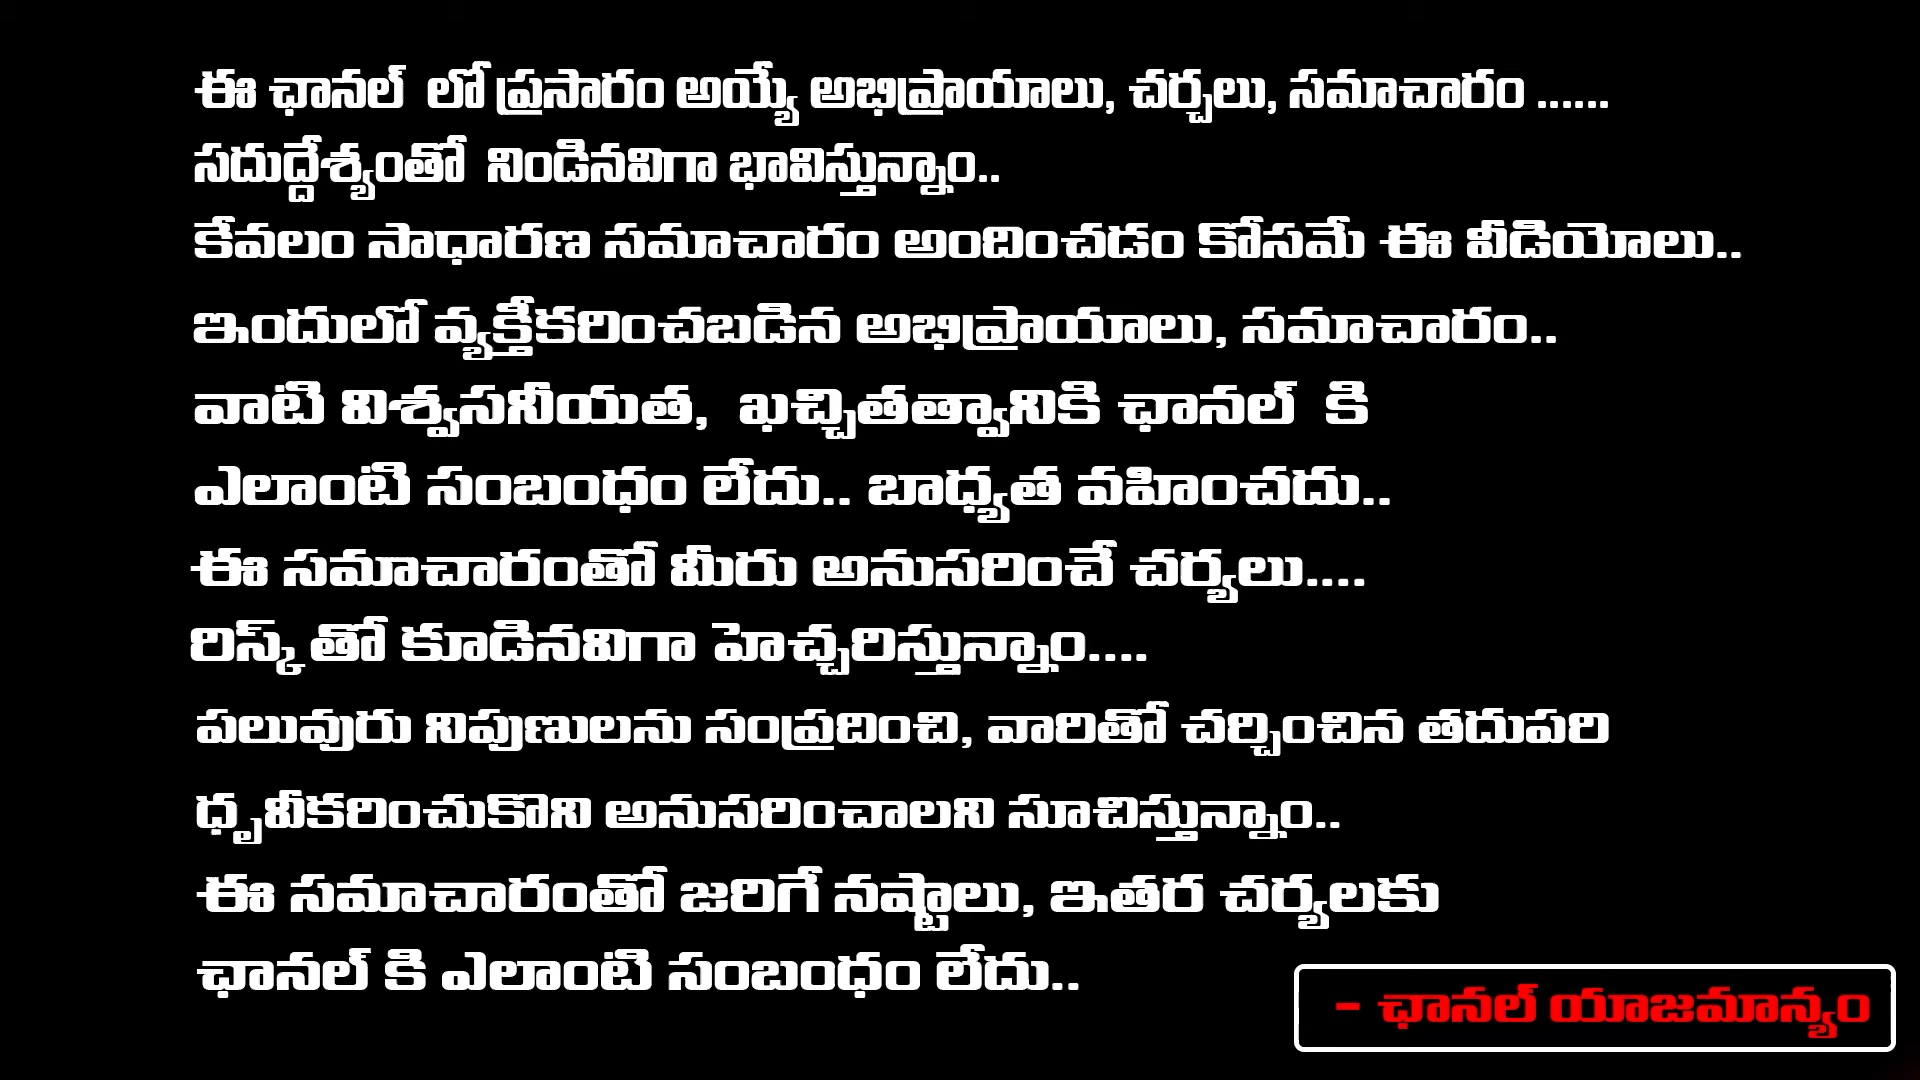 ఈ ఛానల్ లో ప్రసారం అయ్యే అభిప్రాయాలు, చర్చలు, సమాచారం ......
సదుద్దేశ్యంతో నిండినవిగా భావిస్తున్నాం..
కేవలం సాధారణ సమాచారం అందించడం కోసమే ఈ వీడియోలు..
ఇందులో వ్యక్తీకరించబడిన అభిప్రాయాలు, సమాచారం..
వాటి విశ్వసనీయత, ఖచ్చితత్వానికి ఛానల్ కి
ఎలాంటి సంబంధం లేదు.. బాధ్యత వహించదు..
ఈ సమాచారంతో మీరు అనుసరించే చర్యలు....
రిస్క్ తో కూడినవిగా హెచ్చరిస్తున్నాం....
పలువురు నిపుణులను సంప్రదించి, వారితో చర్చించిన తదుపరి
ధృవీకరించుకొని అనుసరించాలని సూచిస్తున్నాం..
ఈ సమాచారంతో జరిగే నష్టాలు, ఇతర చర్యలకు
ఛానల్ కి ఎలాంటి సంబంధం లేదు..
- ఛానల్ యాజమాన్యం